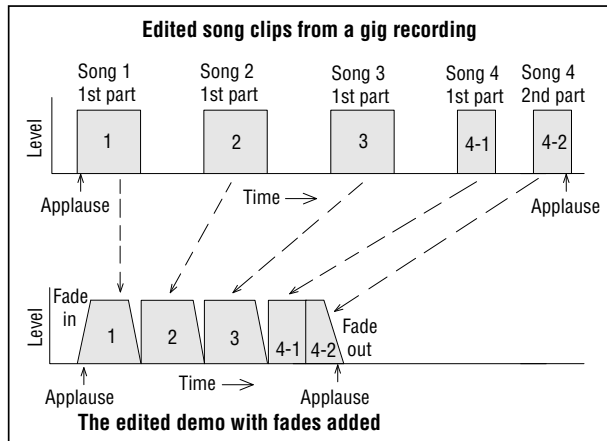 Edited song clips from a gig recording
Song 1
1st part
Song 2
1st part
Song 3
1st part
Song 4
1st part
Song 4
2nd part
Level
1
2
3
4-1
4-2
Applause
Time
Applause
Fade
in
Level
1
2
3
4-1
4-2
Fade
out
Time
Applause
Applause
The edited demo with fades added